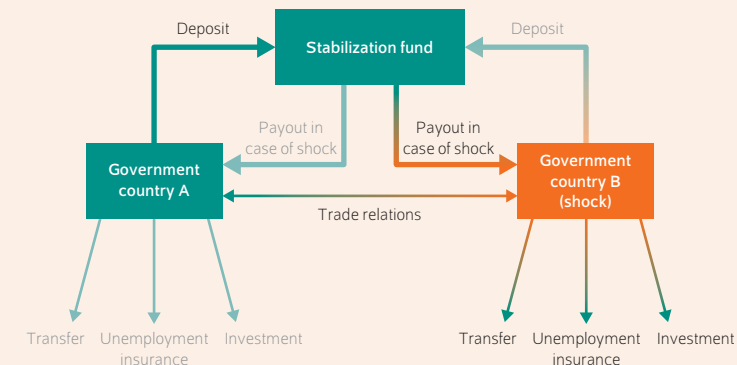 Deposit
Stabilization fund
Deposit
Payout in
case of shock
Payout in
case of shock
Government
country A
Government
country B
(shock)
Trade relations
Transfer
Unemployment
insurance
Investment
Transfer
Unemployment
insurance
Investment